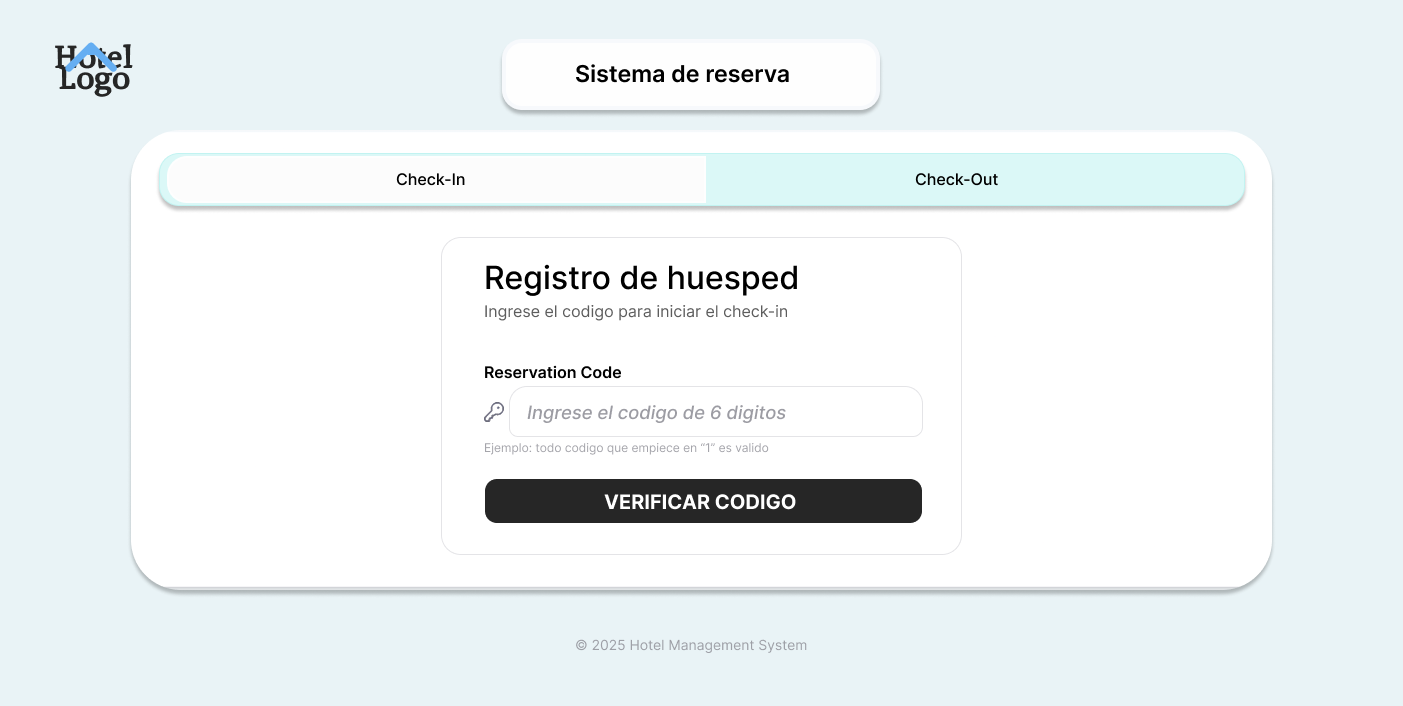 Hotel
Logo
Sistema de reserva
Check-In
Check-Out
Registro de huesped
Ingrese el codigo para iniciar el check-in
Reservation Code
Ingrese el codigo de 6 digitos
Ejemplo: todo codigo que empiece en “1” es valido
VERIFICAR CODIGO
© 2025 Hotel Management System